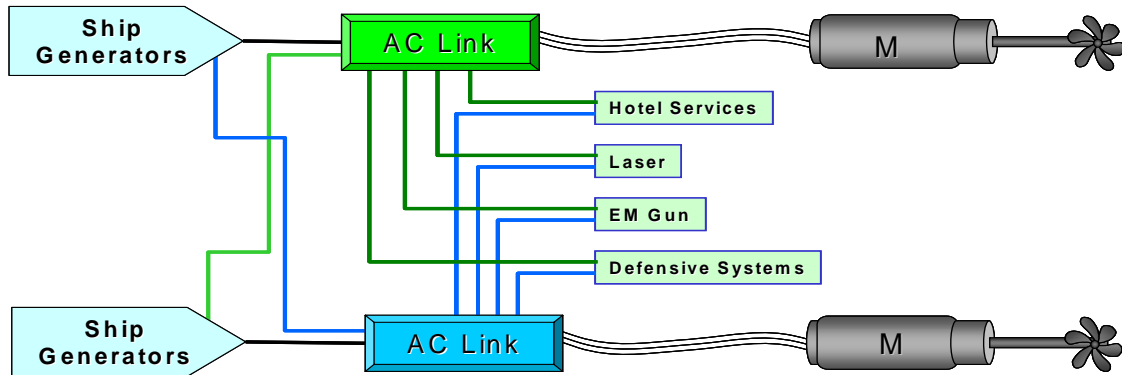 Ship
Generators
AC Link
M
Hotel Services
Laser
EM Gun
Defensive Systems
Ship
Generators
AC Link
M